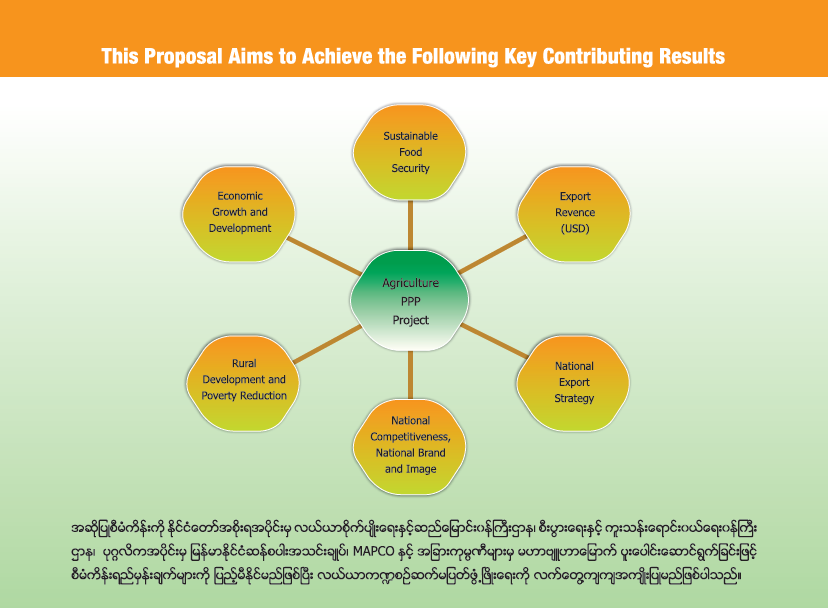 This Proposal Aims to Achieve the Following Key Contributing Results
Sustainable
Food
Security
Economic
Growth and
Development
Export
Revence
(USD)
Agriculture
PPP
Project
Rural
Development and
Poverty Reduction
National
Export
Strategy
National
Competitiveness,
National Brand
and Image
အဆိုပြုစီမံကိန်းကို နိုင်ငံတော်အစိုးရအပိုင်းမှ လယ်ယာစိုက်ပျိုးရေးနှင့်ဆည်မြောင်းဝန်ကြီးဌာန၊ စီးပွားရေးနှင့် ကူးသန်းရောင်းဝယ်ရေးဝန်ကြီး
ဌာန၊ ပုဂ္ဂလိကအပိုင်းမှ မြန်မာနိုင်ငံဆန်စပါးအသင်းချုပ်၊ MAPCO နှင့် အခြားကုမ္ပဏီများမှ မဟာဗျူဟာမြောက် ပူးပေါင်းဆောင်ရွက်ခြင်းဖြင့်
စီမံကိန်းရည်မှန်းချက်များကို ပြည့်မီနိုင်မည်ဖြစ်ပြီး လယ်ယာကဏ္ဍစဉ်ဆက်မပြတ်ဖွံ့ဖြိုးရေးကို လက်တွေ့ကျကျအကျိုးပြုမည်ဖြစ်ပါသည်။